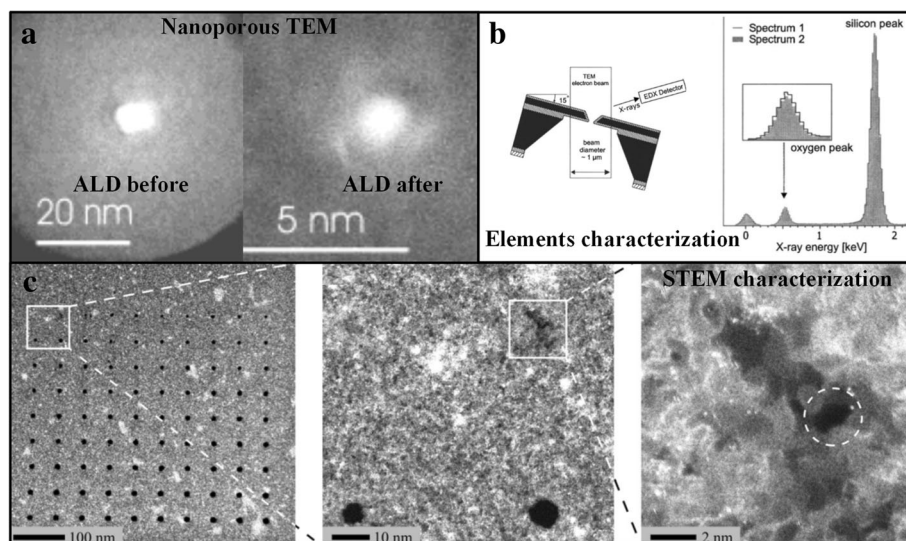 a
Nanoporous TEM
ALD before
20 nm
ALD after
5 nm
b
TEM
electron beam
15°
X-rays
EDX Detector
beam
diameter
~ 1 µm
Elements characterization
Spectrum 1
Spectrum 2
silicon peak
oxygen peak
0
1
2
X-ray energy [keV]
c
STEM characterization
100 nm
10 nm
2 nm